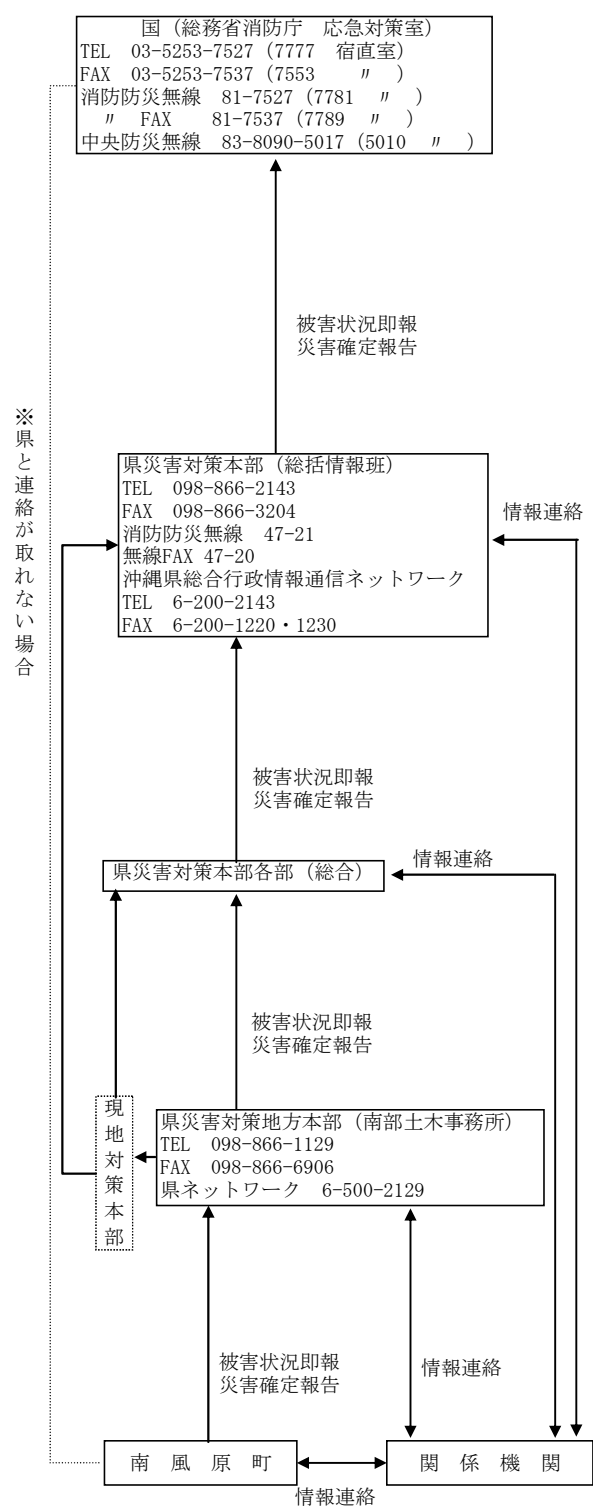 国（総務省消防庁　応急対策室）
TEL　03-5253-7527（7777　宿直室）
FAX　03-5253-7537（7553　　〃　）
消防防災無線　81-7527（7781　〃　）
〃　FAX　　81-7537（7789　〃　）
中央防災無線　83-8090-5017（5010　〃　）
被害状況即報
災害確定報告
※県と連絡が取れない場合
県災害対策本部（総括情報班）
TEL　098-866-2143
FAX　098-866-3204
消防防災無線　47-21
無線FAX 47-20
沖縄県総合行政情報通信ネットワーク
TEL　6-200-2143
FAX　6-200-1220・1230
情報連絡
被害状況即報
災害確定報告
県災害対策本部各部（総合）
情報連絡
被害状況即報
災害確定報告
現地対策本部
県災害対策地方本部（南部土木事務所）
TEL　098-866-1129
FAX　098-866-6906
県ネットワーク　6-500-2129
被害状況即報
災害確定報告
情報連絡
南　風　原　町
関　係　機　関
情報連絡